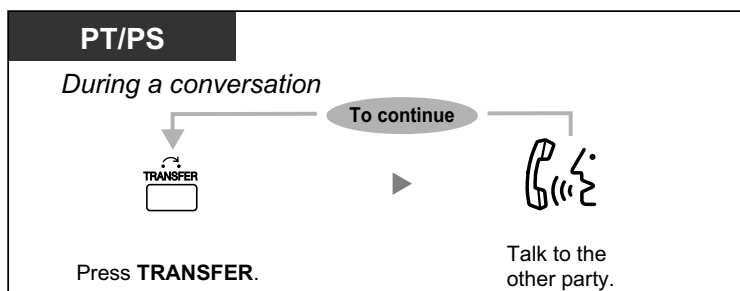 PT/PS
During a conversation
To continue
TRANSFER
Press TRANSFER.
Talk to the
other party.